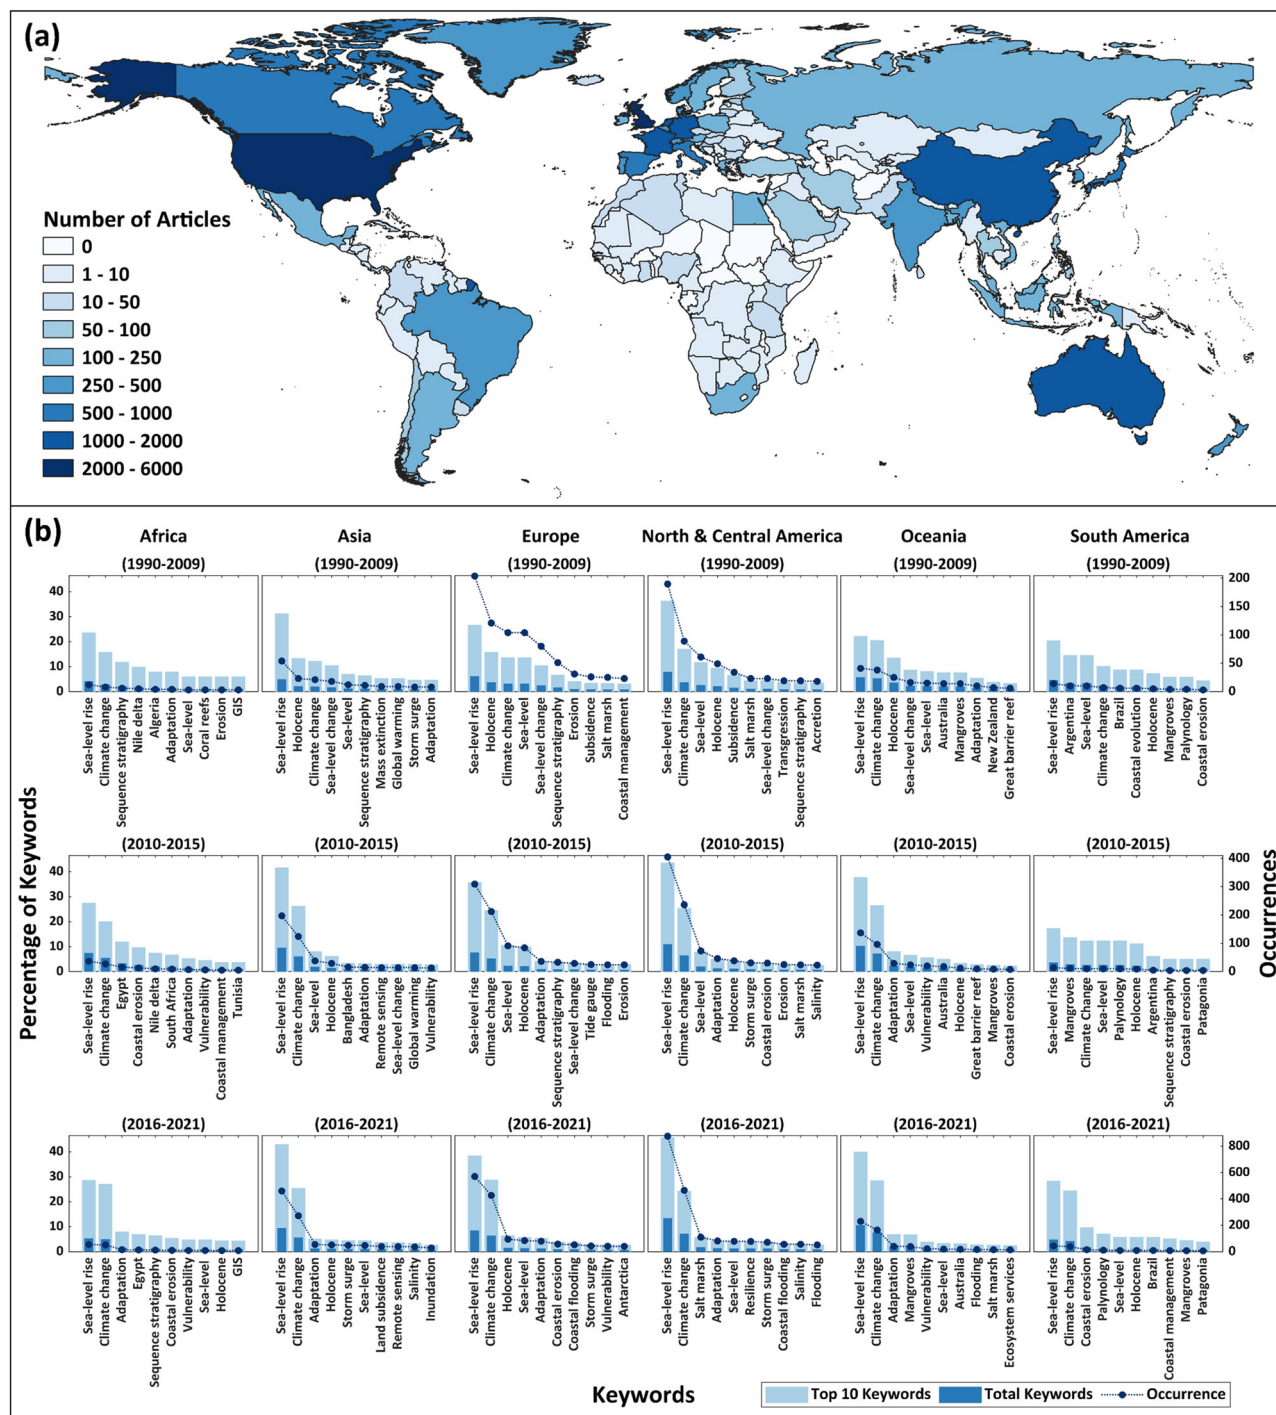 (a)
Number of Articles
0
1 - 10
10 - 50
50 - 100
100 - 250
250 - 500
500 - 1000
1000 - 2000
2000 - 6000
(b)
Africa Asia Europe North & Central America Oceania South America
(1990-2009) (1990-2009) (1990-2009) (1990-2009) (1990-2009) (1990-2009)
40
30
20
10
0
200
150
100
50
0
Sea-level rise
Climate change
Sequence stratigraphy
Nile delta
Algeria
Adaptation
Sea-level
Coral reefs
Erosion
GIS
Sea-level rise
Holocene
Climate change
Sea-level change
Sea-level
Sequence stratigraphy
Mass extinction
Global warming
Storm surge
Adaptation
Sea-level rise
Holocene
Climate change
Sea-level
Sea-level change
Sequence stratigraphy
Erosion
Subsidence
Salt marsh
Coastal management
Sea-level rise
Climate change
Sea-level
Holocene
Subsidence
Salt marsh
Sea-level change
Transgression
Sequence stratigraphy
Accretion
Sea-level rise
Climate change
Holocene
Sea-level change
Sea-level
Australia
Mangroves
Adaptation
New Zealand
Great barrier reef
Sea-level rise
Argentina
Sea-level
Climate change
Brazil
Coastal evolution
Holocene
Mangroves
Palynology
Coastal erosion
Percentage of Keywords
Occurrences
(2010-2015) (2010-2015) (2010-2015) (2010-2015) (2010-2015) (2010-2015)
40
30
20
10
0
400
300
200
100
0
Sea-level rise
Climate change
Egypt
Coastal erosion
Nile delta
South Africa
Adaptation
Vulnerability
Coastal management
Tunisia
Sea-level rise
Climate change
Sea-level
Holocene
Bangladesh
Adaptation
Remote sensing
Sea-level change
Global warming
Vulnerability
Sea-level rise
Climate change
Sea-level
Holocene
Adaptation
Sequence stratigraphy
Sea-level change
Tide gauge
Flooding
Erosion
Sea-level rise
Climate change
Sea-level
Adaptation
Holocene
Storm surge
Coastal erosion
Erosion
Salt marsh
Salinity
Sea-level rise
Climate change
Adaptation
Sea-level
Vulnerability
Australia
Holocene
Great barrier reef
Mangroves
Coastal erosion
Sea-level rise
Mangroves
Climate Change
Sea-level
Palynology
Holocene
Argentina
Sequence stratigraphy
Coastal erosion
Patagonia
(2016-2021) (2016-2021) (2016-2021) (2016-2021) (2016-2021) (2016-2021)
40
30
20
10
0
800
600
400
200
0
Sea-level rise
Climate change
Adaptation
Egypt
Sequence stratigraphy
Coastal erosion
Vulnerability
Sea-level
Holocene
GIS
Sea-level rise
Climate change
Adaptation
Holocene
Storm surge
Sea-level
Land subsidence
Remote sensing
Salinity
Inundation
Sea-level rise
Climate change
Holocene
Sea-level
Adaptation
Coastal erosion
Coastal flooding
Storm surge
Vulnerability
Antarctica
Sea-level rise
Climate change
Salt marsh
Adaptation
Sea-level
Resilience
Storm surge
Coastal flooding
Salinity
Flooding
Sea-level rise
Climate change
Adaptation
Mangroves
Vulnerability
Sea-level
Australia
Flooding
Salt marsh
Ecosystem services
Sea-level rise
Climate change
Coastal erosion
Palynology
Sea-level
Holocene
Brazil
Coastal management
Mangroves
Patagonia
Keywords
Top 10 Keywords Total Keywords Occurrence